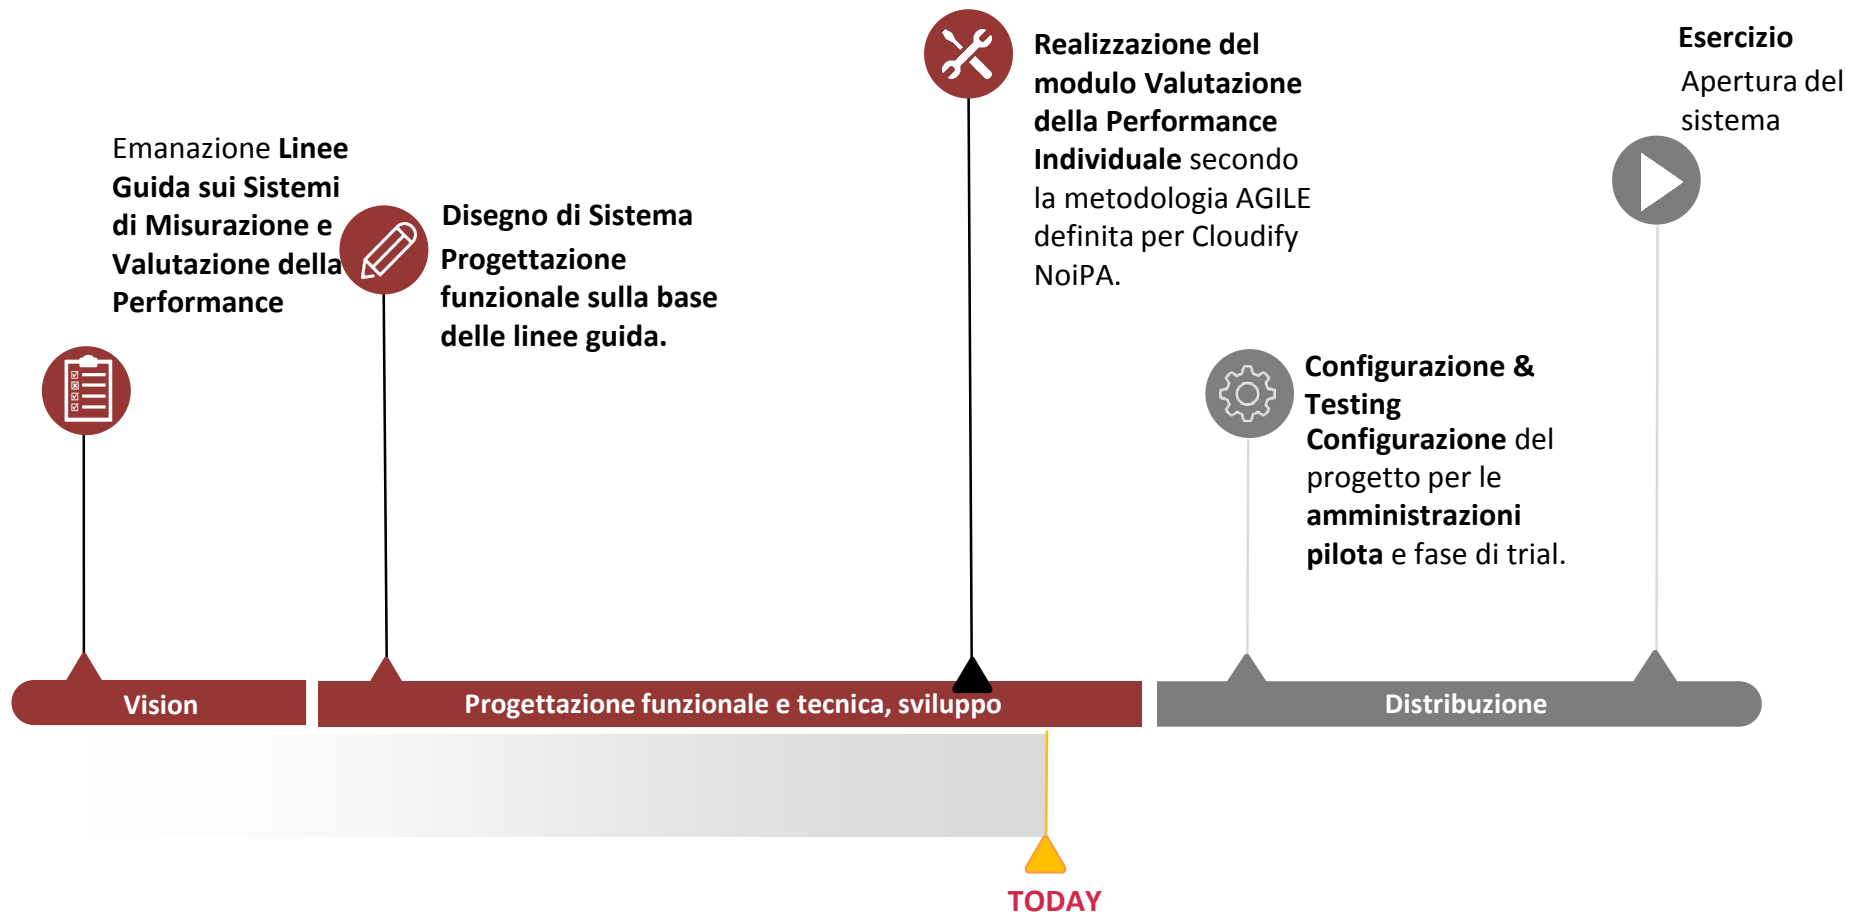 Emanazione Linee
Guida sui Sistemi
di Misurazione e
Valutazione della
Performance
Disegno di Sistema
Progettazione
funzionale sulla base
delle linee guida.
Realizzazione del
modulo Valutazione
della Performance
Individuale secondo
la metodologia AGILE
definita per Cloudify
NoiPA.
Configurazione &
Testing
Configurazione del
progetto per le
amministrazioni
pilota e fase di trial.
Esercizio
Apertura del
sistema
Vision
Progettazione funzionale e tecnica, sviluppo
Distribuzione
TODAY